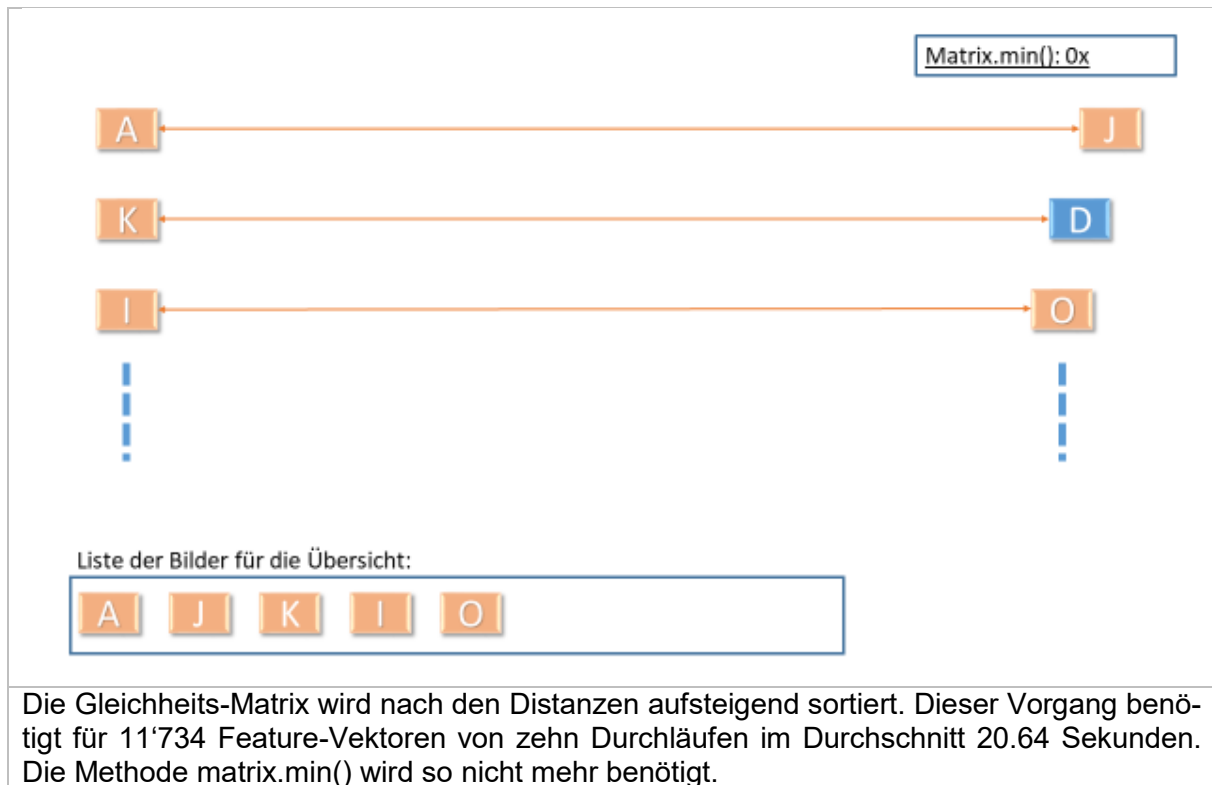 Matrix.min(): 0x
A J
K D
I O
Liste der Bilder für die Übersicht:
A J K I O
Die Gleichheits-Matrix wird nach den Distanzen aufsteigend sortiert. Dieser Vorgang benö-
tigt für 11‘734 Feature-Vektoren von zehn Durchläufen im Durchschnitt 20.64 Sekunden.
Die Methode matrix.min() wird so nicht mehr benötigt.